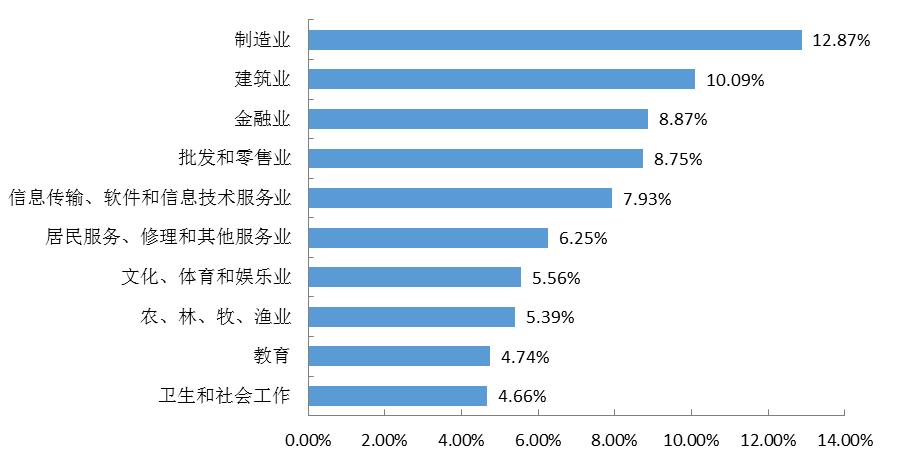 制造业 12.87%
建筑业 10.09%
金融业 8.87%
批发和零售业 8.75%
信息传输、软件和信息技术服务业 7.93%
居民服务、修理和其他服务业 6.25%
文化、体育和娱乐业 5.56%
农、林、牧、渔业 5.39%
教育 4.74%
卫生和社会工作 4.66%
0.00% 2.00% 4.00% 6.00% 8.00% 10.00% 12.00% 14.00%